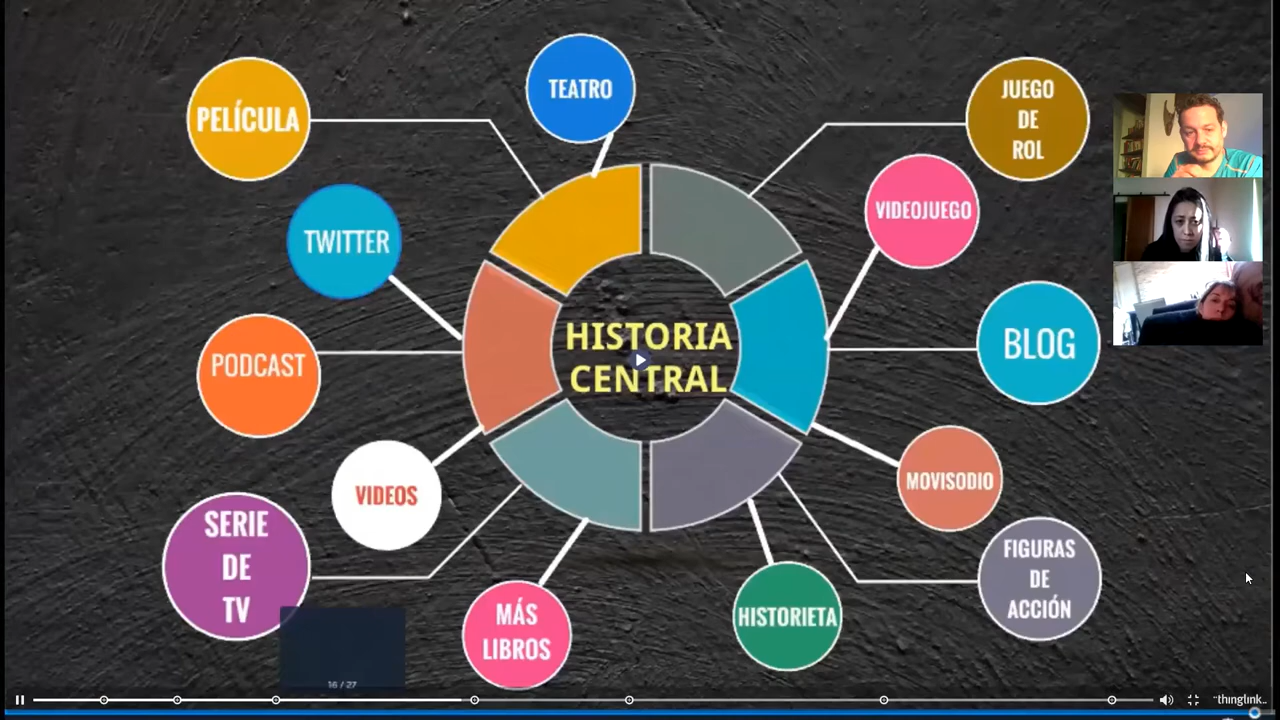 TEATRO
PELÍCULA
JUEGO
DE
ROL
VIDEOJUEGO
TWITTER
HISTORIA
CENTRAL
BLOG
PODCAST
VIDEOS
MOVISODIO
SERIE
DE
TV
FIGURAS
DE
ACCIÓN
MÁS
LIBROS
HISTORIETA
16 / 27
thinglink..